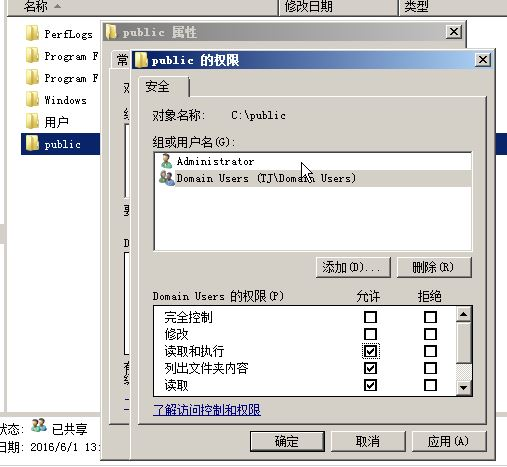 名称 修改日期 类型
PerfLogs
Program F
Program F
Windows
用户
public
public 属性
常
public 的权限
安全
对象名称: C:\public
组或用户名(G):
Administrator
Domain Users (TJ\Domain Users)
添加(D)... 删除(R)
Domain Users 的权限(P) 允许 拒绝
完全控制
修改
读取和执行
列出文件夹内容
读取
了解访问控制和权限
确定 取消 应用(A)
状态: 已共享
日期: 2016/6/1 13: